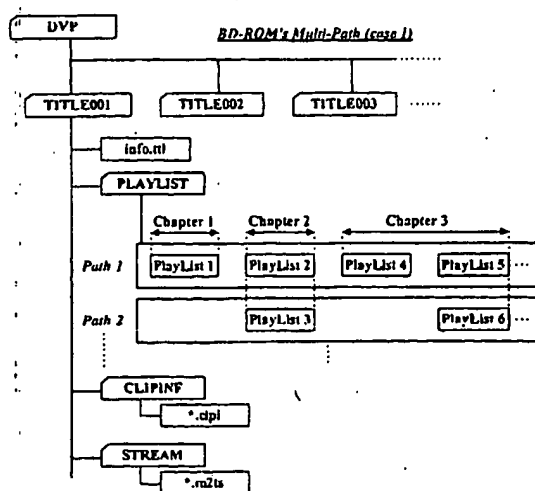 DVP
BD-ROM's Multi-Path (case 1)
TITLE001 TITLE002 TITLE003
info.ttl
PLAYLIST
Chapter 1 Chapter 2 Chapter 3
Path 1 PlayList 1 PlayList 2 PlayList 4 PlayList 5 ...
Path 2 PlayList 3 PlayList 6 ...
CLIPINF
*.clpi
STREAM
*.m2ts